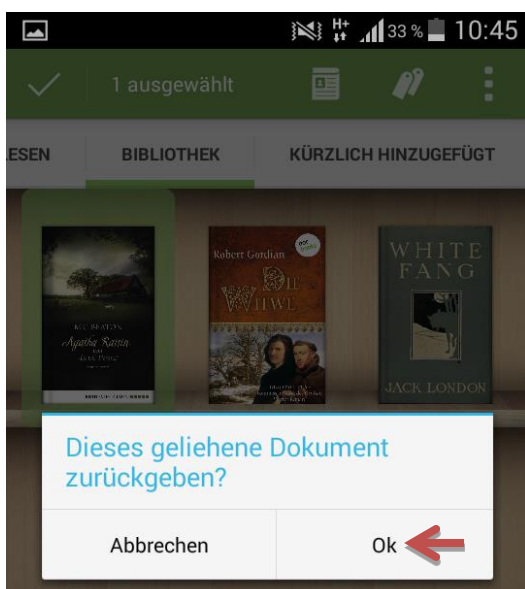 H+ 33 % 10:45
1 ausgewählt
LESEN BIBLIOTHEK KÜRZLICH HINZUGEFÜGT
M.C. BEATON
Agatha Raisin
Robert Gordian
DIE
WITWE
WHITE
FANG
JACK LONDON
Dieses geliehene Dokument
zurückgeben?
Abbrechen Ok